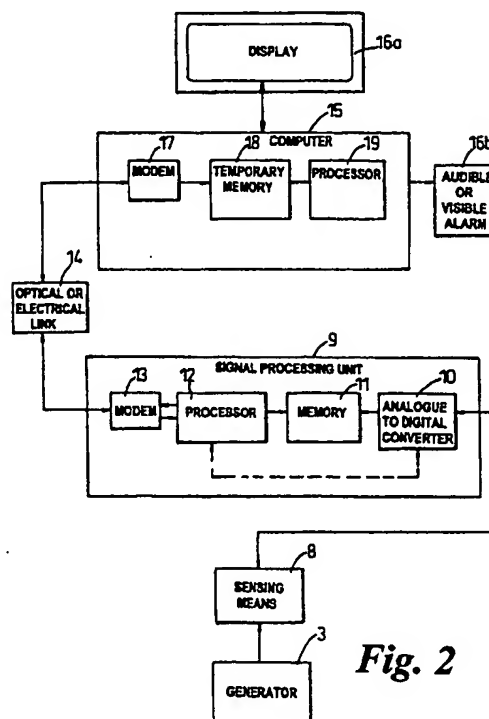 DISPLAY
16a
15
COMPUTER
17
18
19
MODEM
TEMPORARY
MEMORY
PROCESSOR
16b
AUDIBLE
OR
VISIBLE
ALARM
14
OPTICAL OR
ELECTRICAL
LINK
9
SIGNAL PROCESSING UNIT
13
12
11
10
MODEM
PROCESSOR
MEMORY
ANALOGUE
TO DIGITAL
CONVERTER
8
SENSING
MEANS
3
GENERATOR
Fig. 2